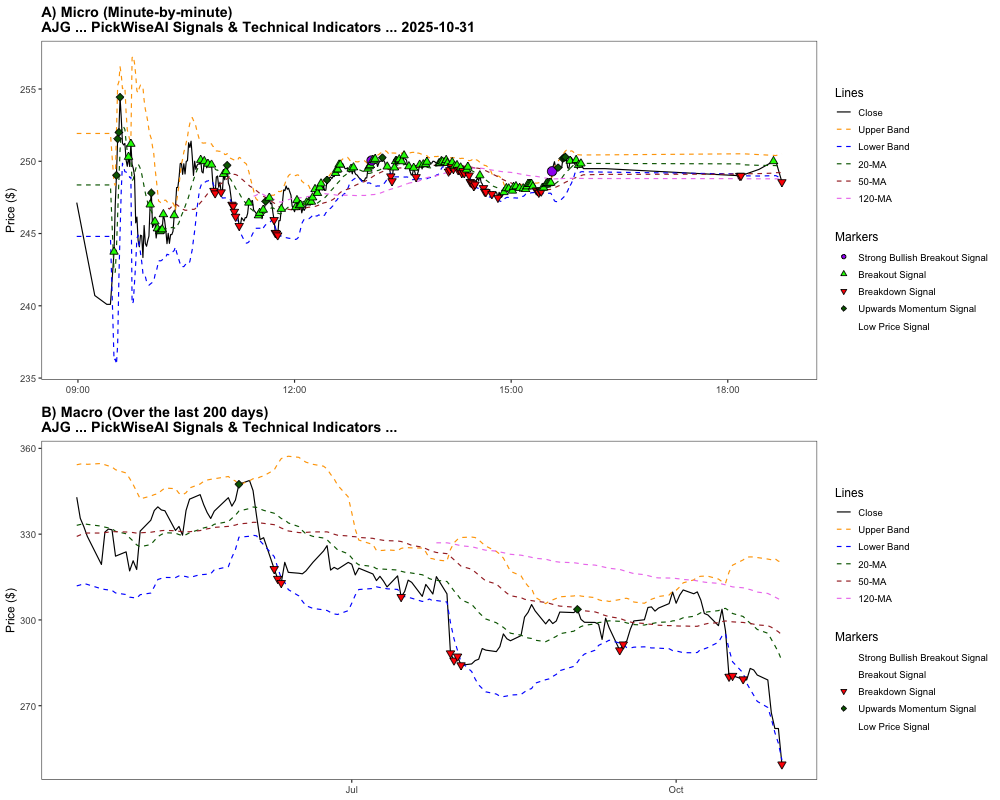 A) Micro (Minute-by-minute)
AJG ... PickWiseAI Signals & Technical Indicators ... 2025-10-31
Price ($)
255
250
245
240
235
09:00
12:00
15:00
18:00
Lines
Close
Upper Band
Lower Band
20-MA
50-MA
120-MA
Markers
Strong Bullish Breakout Signal
Breakout Signal
Breakdown Signal
Upwards Momentum Signal
Low Price Signal
B) Macro (Over the last 200 days)
AJG ... PickWiseAI Signals & Technical Indicators ...
Price ($)
360
330
300
270
Jul
Oct
Lines
Close
Upper Band
Lower Band
20-MA
50-MA
120-MA
Markers
Strong Bullish Breakout Signal
Breakout Signal
Breakdown Signal
Upwards Momentum Signal
Low Price Signal